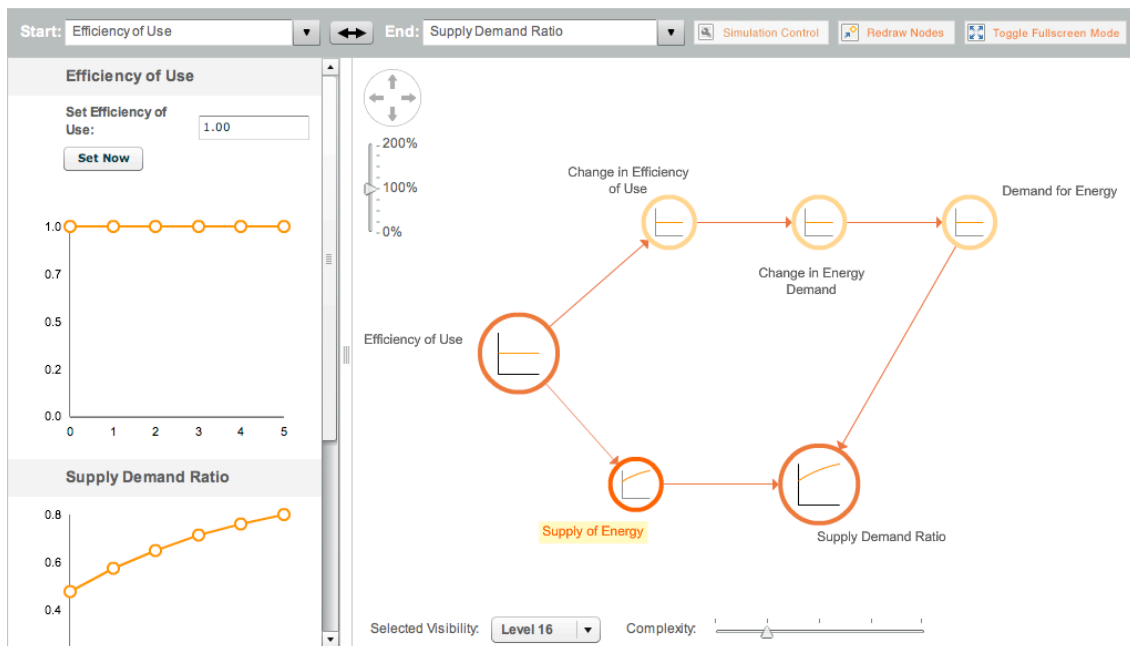 Start: Efficiency of Use End: Supply Demand Ratio Simulation Control Redraw Nodes Toggle Fullscreen Mode
Efficiency of Use
Set Efficiency of
Use:
1.00
Set Now
1.0
0.7
0.5
0.2
0.0
0 1 2 3 4 5
Supply Demand Ratio
0.8
0.6
0.4
200%
100%
0%
Change in Efficiency
of Use
Demand for Energy
Change in Energy
Demand
Efficiency of Use
Supply of Energy
Supply Demand Ratio
Selected Visibility: Level 16 Complexity: